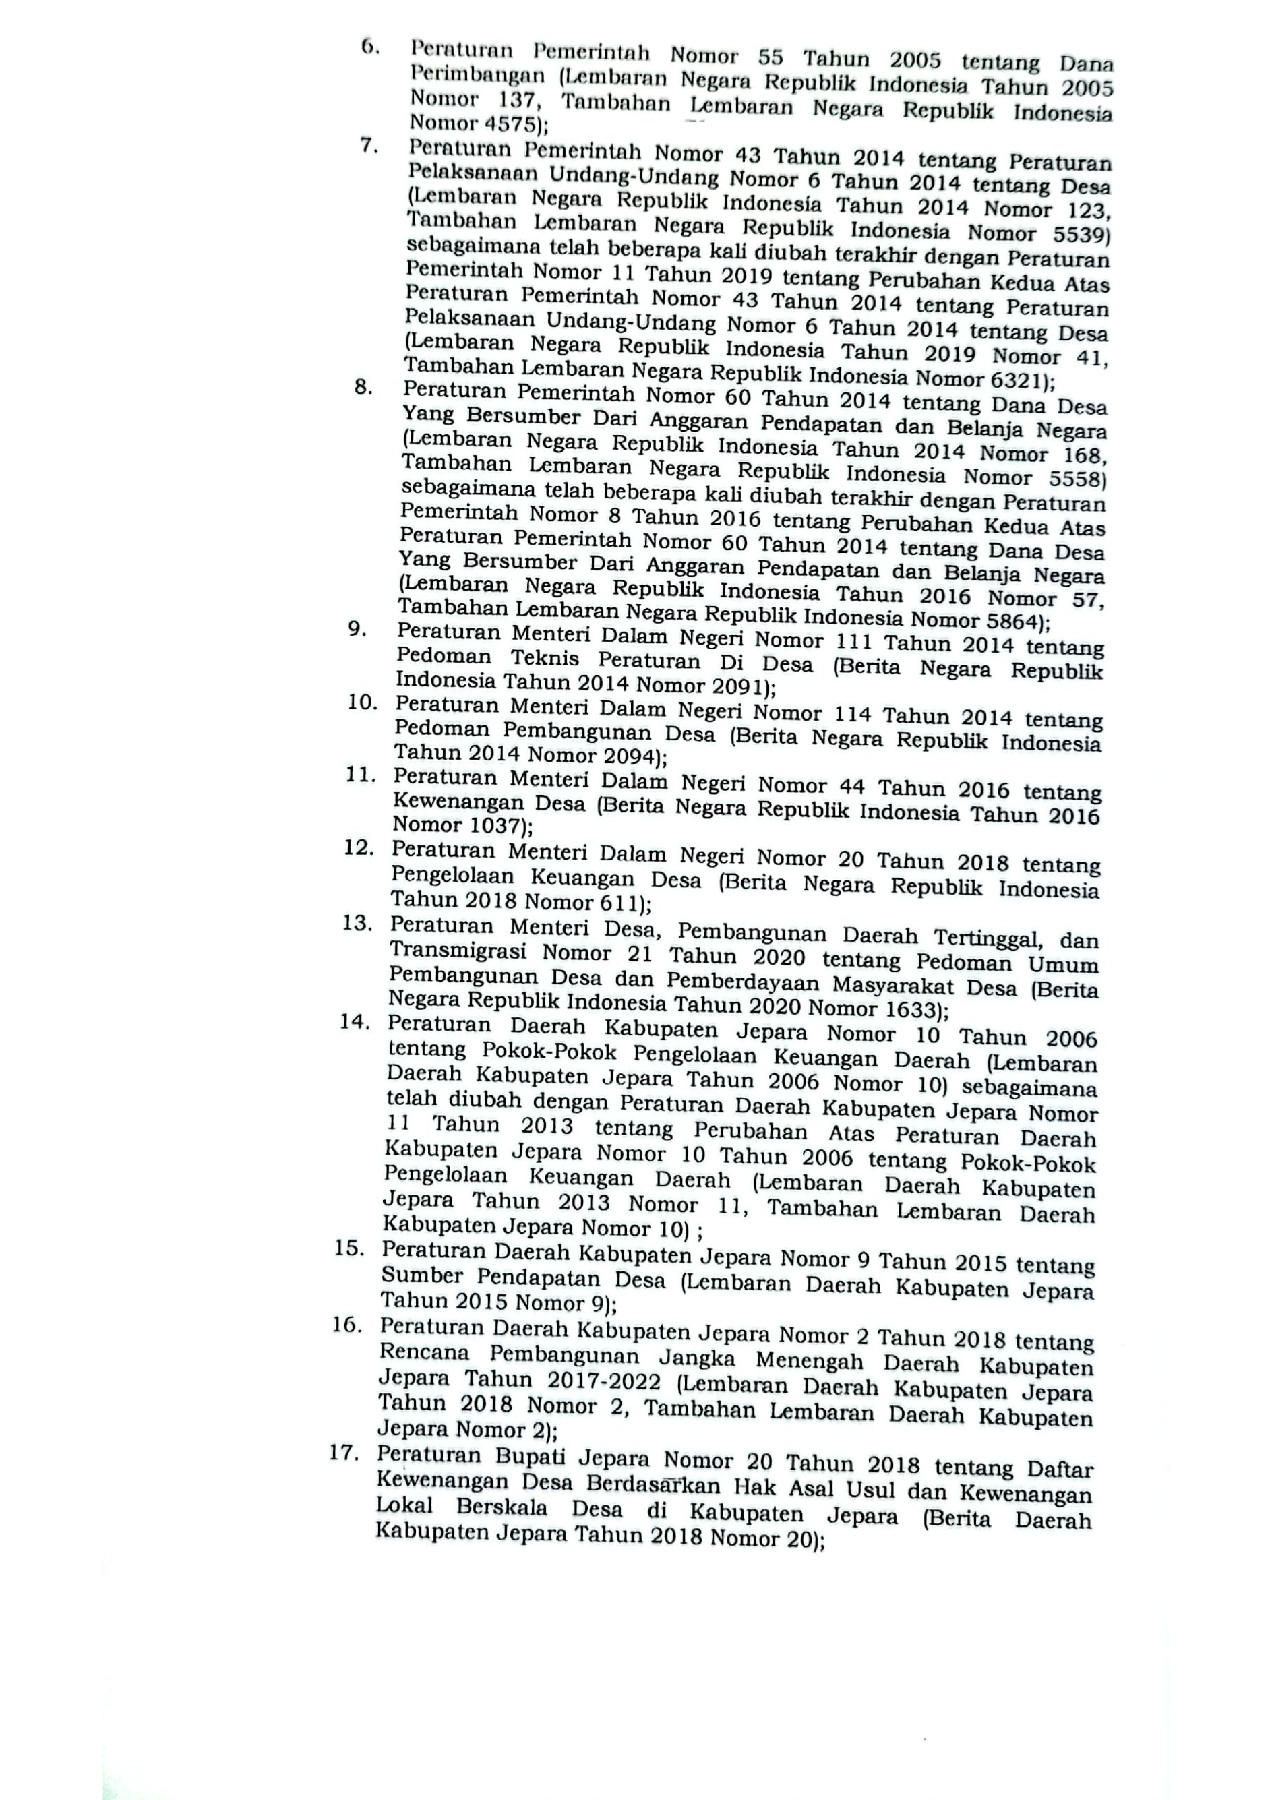 6. Peraturan Pemerintah Nomor 55 Tahun 2005 tentang Dana
Perimbangan (Lembaran Negara Republik Indonesia Tahun 2005
Nomor 137, Tambahan Lembaran Negara Republik Indonesia
Nomor 4575);
7. Peraturan Pemerintah Nomor 43 Tahun 2014 tentang Peraturan
Pelaksanaan Undang-Undang Nomor 6 Tahun 2014 tentang Desa
(Lembaran Negara Republik Indonesia Tahun 2014 Nomor 123,
Tambahan Lembaran Negara Republik Indonesia Nomor 5539)
sebagaimana telah beberapa kali diubah terakhir dengan Peraturan
Pemerintah Nomor 11 Tahun 2019 tentang Perubahan Kedua Atas
Peraturan Pemerintah Nomor 43 Tahun 2014 tentang Peraturan
Pelaksanaan Undang-Undang Nomor 6 Tahun 2014 tentang Desa
(Lembaran Negara Republik Indonesia Tahun 2019 Nomor 41,
Tambahan Lembaran Negara Republik Indonesia Nomor 6321);
8. Peraturan Pemerintah Nomor 60 Tahun 2014 tentang Dana Desa
Yang Bersumber Dari Anggaran Pendapatan dan Belanja Negara
(Lembaran Negara Republik Indonesia Tahun 2014 Nomor 168,
Tambahan Lembaran Negara Republik Indonesia Nomor 5558)
sebagaimana telah beberapa kali diubah terakhir dengan Peraturan
Pemerintah Nomor 8 Tahun 2016 tentang Perubahan Kedua Atas
Peraturan Pemerintah Nomor 60 Tahun 2014 tentang Dana Desa
Yang Bersumber Dari Anggaran Pendapatan dan Belanja Negara
(Lembaran Negara Republik Indonesia Tahun 2016 Nomor 57,
Tambahan Lembaran Negara Republik Indonesia Nomor 5864);
9. Peraturan Menteri Dalam Negeri Nomor 111 Tahun 2014 tentang
Pedoman Teknis Peraturan Di Desa (Berita Negara Republik
Indonesia Tahun 2014 Nomor 2091);
10. Peraturan Menteri Dalam Negeri Nomor 114 Tahun 2014 tentang
Pedoman Pembangunan Desa (Berita Negara Republik Indonesia
Tahun 2014 Nomor 2094);
11. Peraturan Menteri Dalam Negeri Nomor 44 Tahun 2016 tentang
Kewenangan Desa (Berita Negara Republik Indonesia Tahun 2016
Nomor 1037);
12. Peraturan Menteri Dalam Negeri Nomor 20 Tahun 2018 tentang
Pengelolaan Keuangan Desa (Berita Negara Republik Indonesia
Tahun 2018 Nomor 611);
13. Peraturan Menteri Desa, Pembangunan Daerah Tertinggal, dan
Transmigrasi Nomor 21 Tahun 2020 tentang Pedoman Umum
Pembangunan Desa dan Pemberdayaan Masyarakat Desa (Berita
Negara Republik Indonesia Tahun 2020 Nomor 1633);
14. Peraturan Daerah Kabupaten Jepara Nomor 10 Tahun 2006
tentang Pokok-Pokok Pengelolaan Keuangan Daerah (Lembaran
Daerah Kabupaten Jepara Tahun 2006 Nomor 10) sebagaimana
telah diubah dengan Peraturan Daerah Kabupaten Jepara Nomor
11 Tahun 2013 tentang Perubahan Atas Peraturan Daerah
Kabupaten Jepara Nomor 10 Tahun 2006 tentang Pokok-Pokok
Pengelolaan Keuangan Daerah (Lembaran Daerah Kabupaten
Jepara Tahun 2013 Nomor 11, Tambahan Lembaran Daerah
Kabupaten Jepara Nomor 10) ;
15. Peraturan Daerah Kabupaten Jepara Nomor 9 Tahun 2015 tentang
Sumber Pendapatan Desa (Lembaran Daerah Kabupaten Jepara
Tahun 2015 Nomor 9);
16. Peraturan Daerah Kabupaten Jepara Nomor 2 Tahun 2018 tentang
Rencana Pembangunan Jangka Menengah Daerah Kabupaten
Jepara Tahun 2017-2022 (Lembaran Daerah Kabupaten Jepara
Tahun 2018 Nomor 2, Tambahan Lembaran Daerah Kabupaten
Jepara Nomor 2);
17. Peraturan Bupati Jepara Nomor 20 Tahun 2018 tentang Daftar
Kewenangan Desa Berdasarkan Hak Asal Usul dan Kewenangan
Lokal Berskala Desa di Kabupaten Jepara (Berita Daerah
Kabupaten Jepara Tahun 2018 Nomor 20);